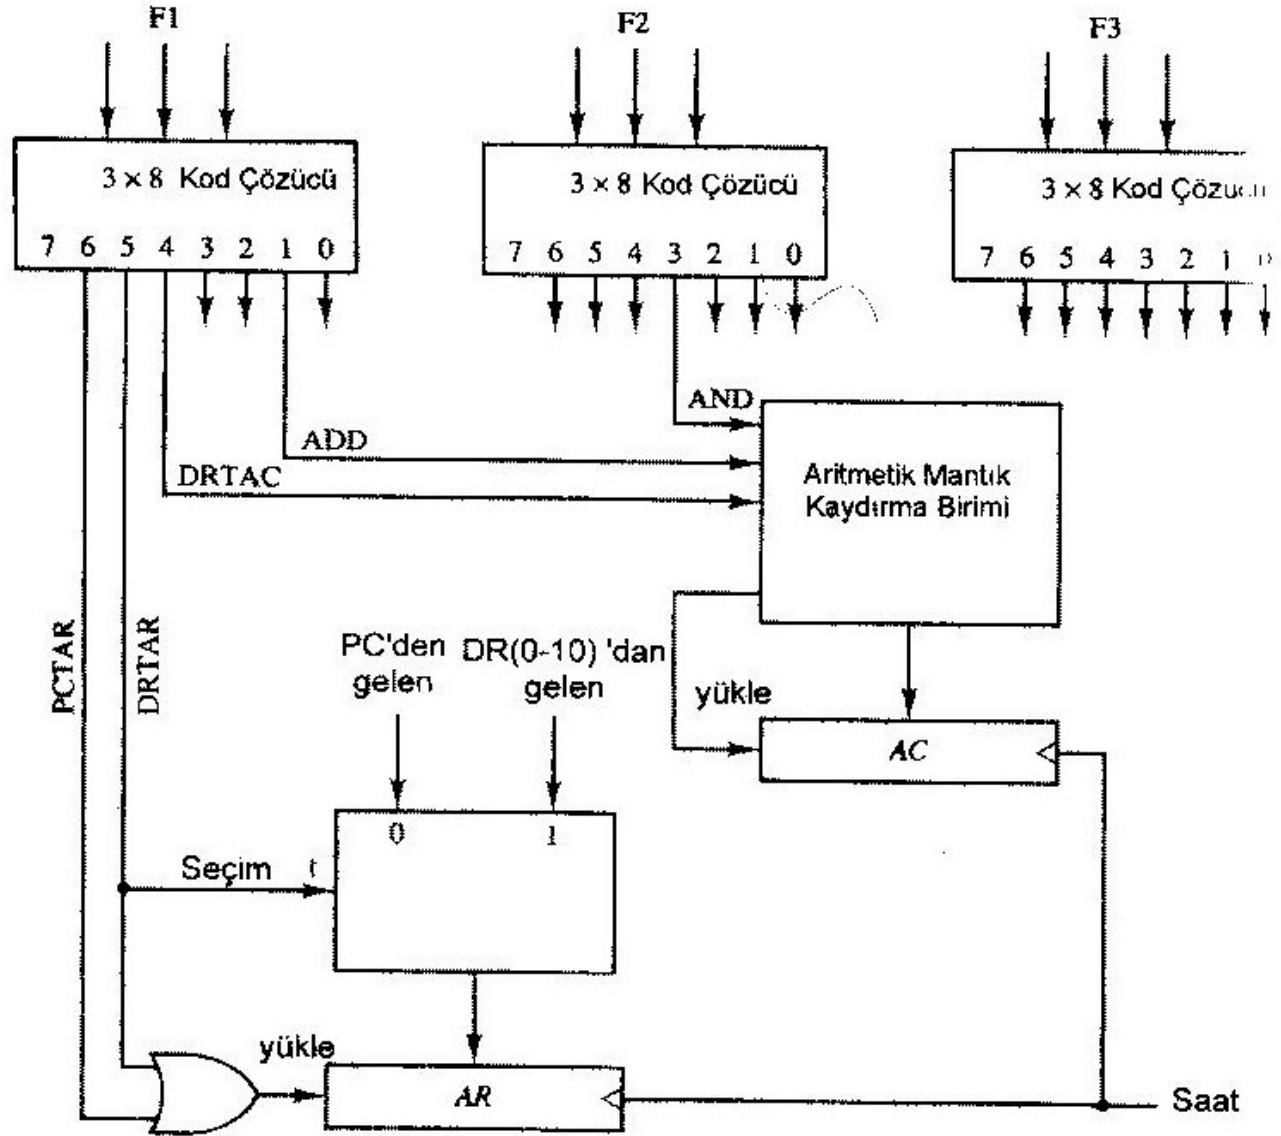 F1
F2
F3
3 × 8 Kod Çözücü
3 × 8 Kod Çözücü
3 × 8 Kod
7 6 5 4 3 2 1 0
7 6 5 4 3 2 1 0
7 6 5 4 3 2 1
AND
ADD
DRTAC
Aritmetik Mantık
Kaydırma Birimi
PCTAR
DRTAR
PC'den
gelen
DR(0-10) 'dan
gelen
yükle
AC
0 1
Seçim
yükle
AR
Saat